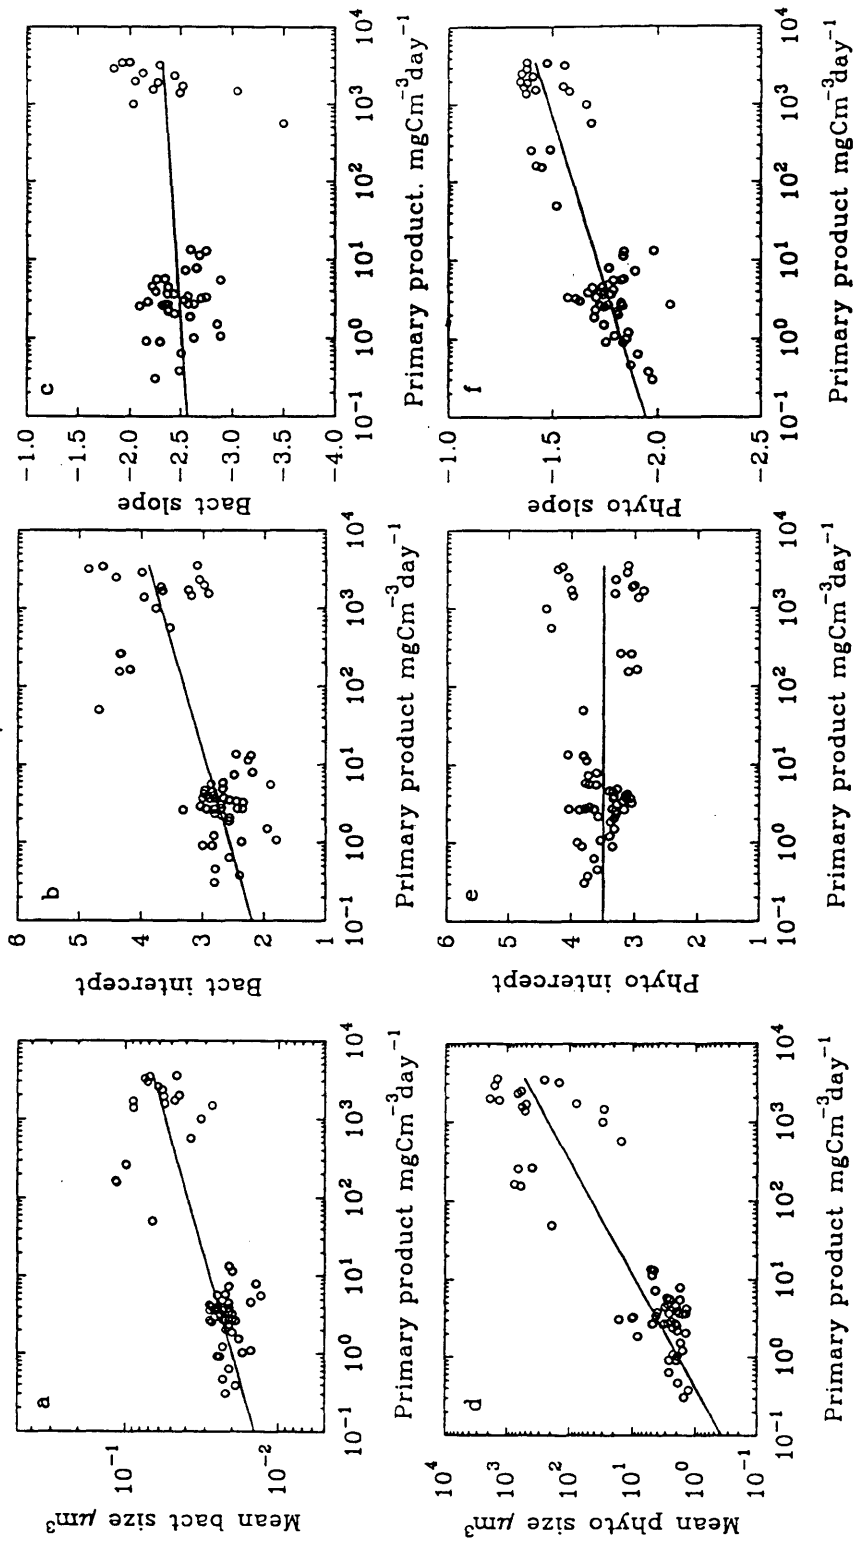 a
10⁻¹
10⁻²
Mean bact size μm³
10⁻¹ 10⁰ 10¹ 10² 10³ 10⁴
Primary product mgCm⁻³day⁻¹
b
6
5
4
3
2
1
Bact intercept
10⁻¹ 10⁰ 10¹ 10² 10³ 10⁴
Primary product mgCm⁻³day⁻¹
c
-1.0
-1.5
-2.0
-2.5
-3.0
-3.5
-4.0
Bact slope
10⁻¹ 10⁰ 10¹ 10² 10³ 10⁴
Primary product. mgCm⁻³day⁻¹
d
10⁴
10³
10²
10¹
10⁰
10⁻¹
Mean phyto size μm³
10⁻¹ 10⁰ 10¹ 10² 10³ 10⁴
Primary product mgCm⁻³day⁻¹
e
6
5
4
3
2
1
Phyto intercept
10⁻¹ 10⁰ 10¹ 10² 10³ 10⁴
Primary product mgCm⁻³day⁻¹
f
-1.0
-1.5
-2.0
-2.5
Phyto slope
10⁻¹ 10⁰ 10¹ 10² 10³ 10⁴
Primary product mgCm⁻³day⁻¹